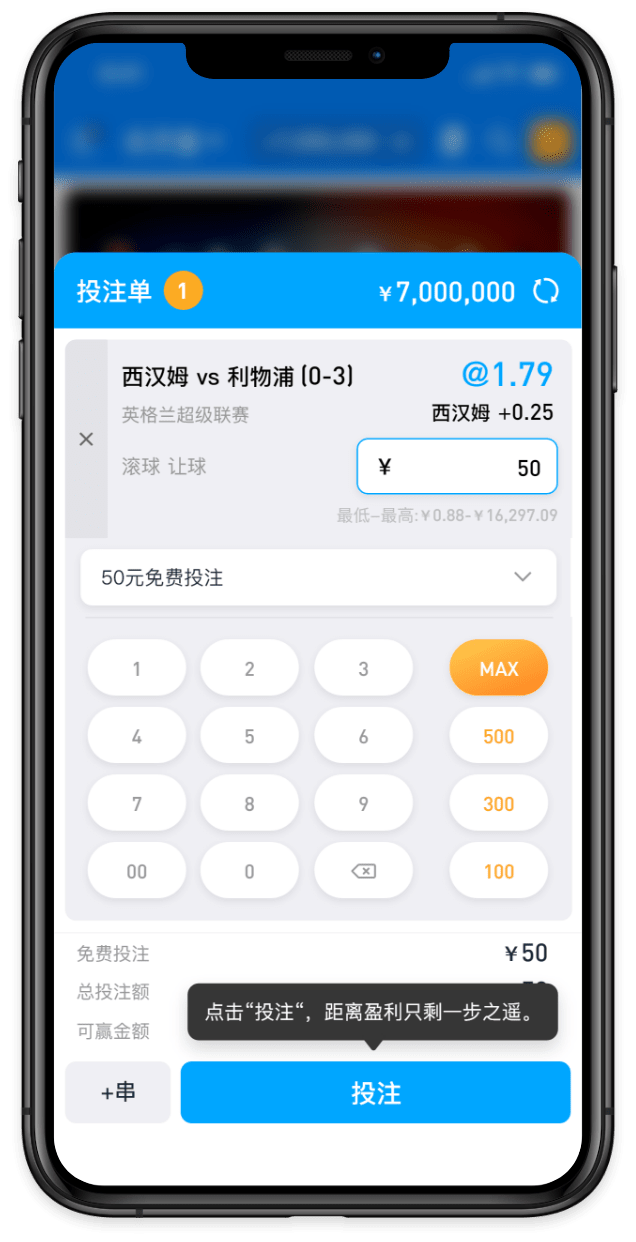 投注单 1 ￥7,000,000
西汉姆 vs 利物浦 (0-3) @1.79
英格兰超级联赛 西汉姆 +0.25
滚球 让球 ￥ 50
最低–最高:￥0.88-￥16,297.09
50元免费投注
1 2 3 MAX
4 5 6 500
7 8 9 300
00 0 100
免费投注 ￥50
总投注额
点击“投注“，距离盈利只剩一步之遥。
可赢金额
+串 投注